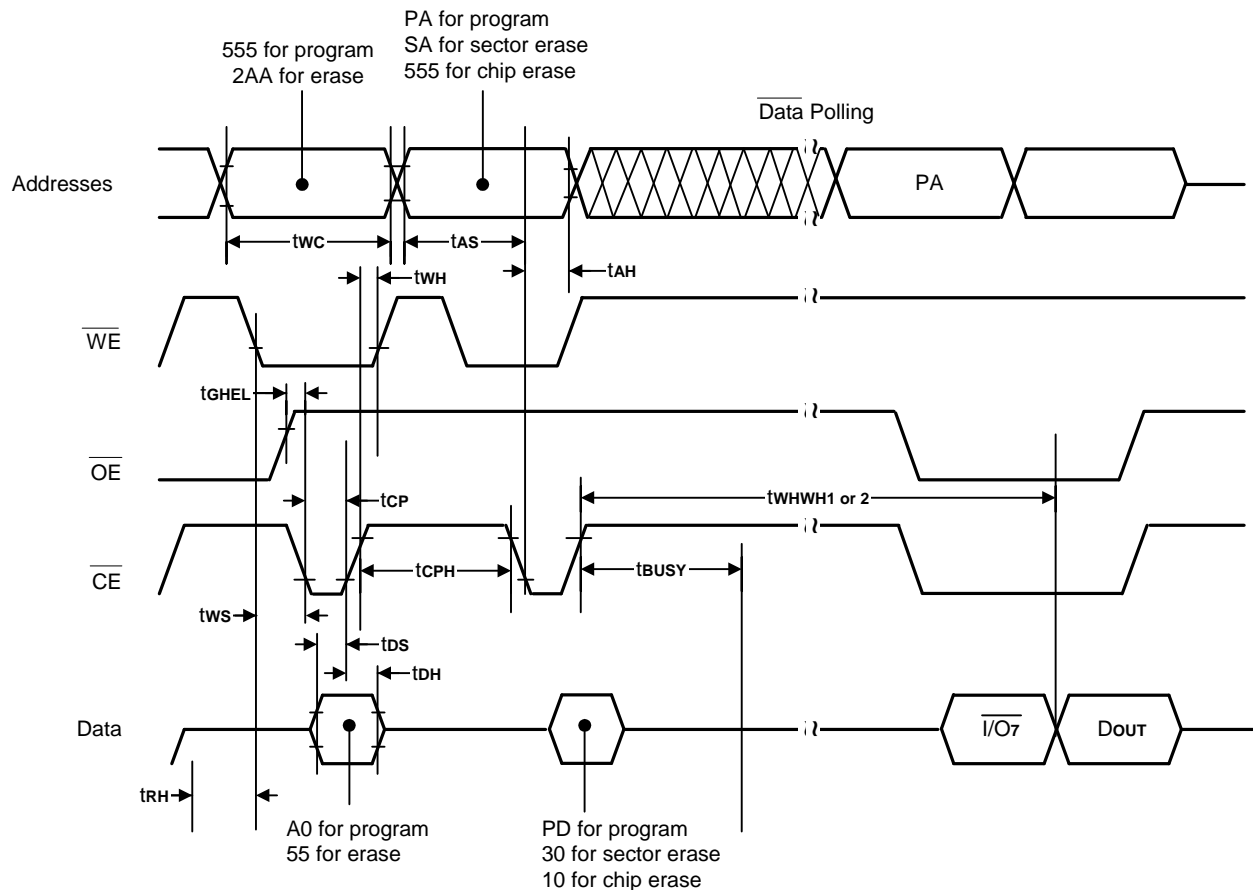 PA for program
SA for sector erase
555 for chip erase
555 for program
2AA for erase
Data Polling
Addresses
PA
tWC
tAS
tWH
tAH
WE
tGHEL
OE
tCP
tWHWH1 or 2
CE
tCPH
tBUSY
tWS
tDS
tDH
Data
I/O7
DOUT
tRH
A0 for program
55 for erase
PD for program
30 for sector erase
10 for chip erase